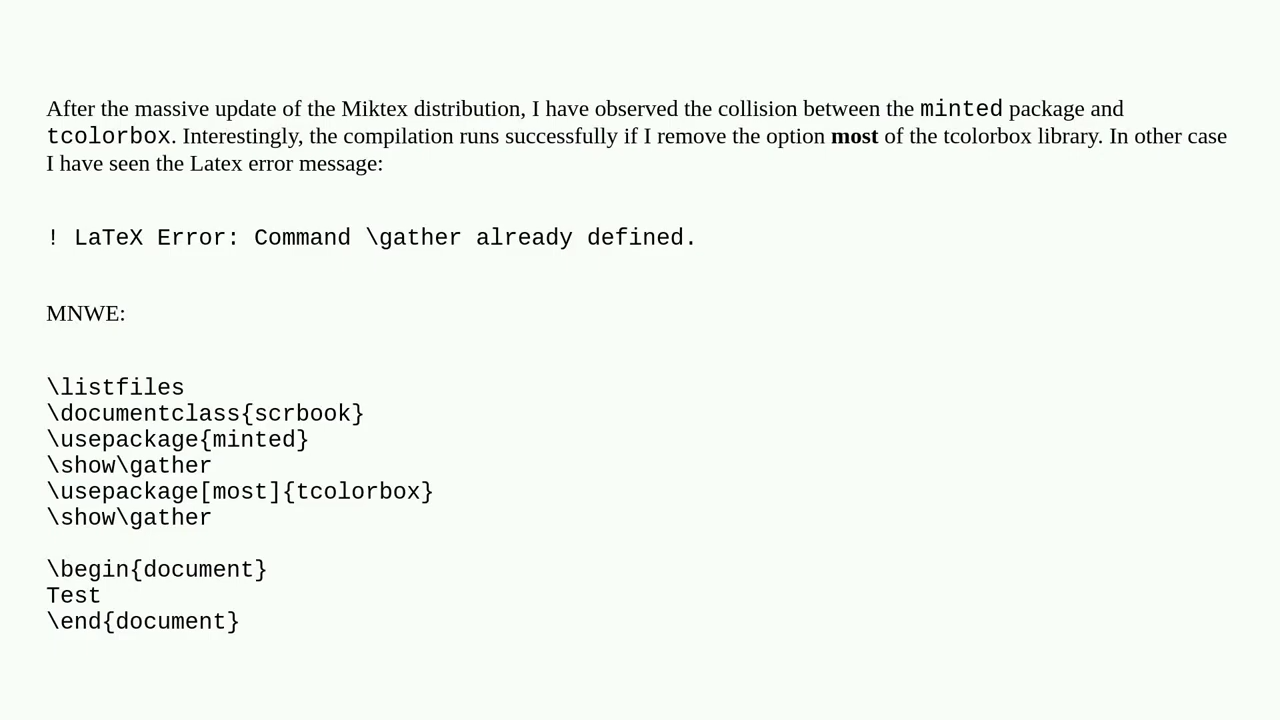 After the massive update of the Miktex distribution, I have observed the collision between the minted package and
tcolorbox. Interestingly, the compilation runs successfully if I remove the option most of the tcolorbox library. In other case
I have seen the Latex error message:
! LaTeX Error: Command \gather already defined.
MNWE:
\listfiles
\documentclass{scrbook}
\usepackage{minted}
\show\gather
\usepackage[most]{tcolorbox}
\show\gather
\begin{document}
Test
\end{document}